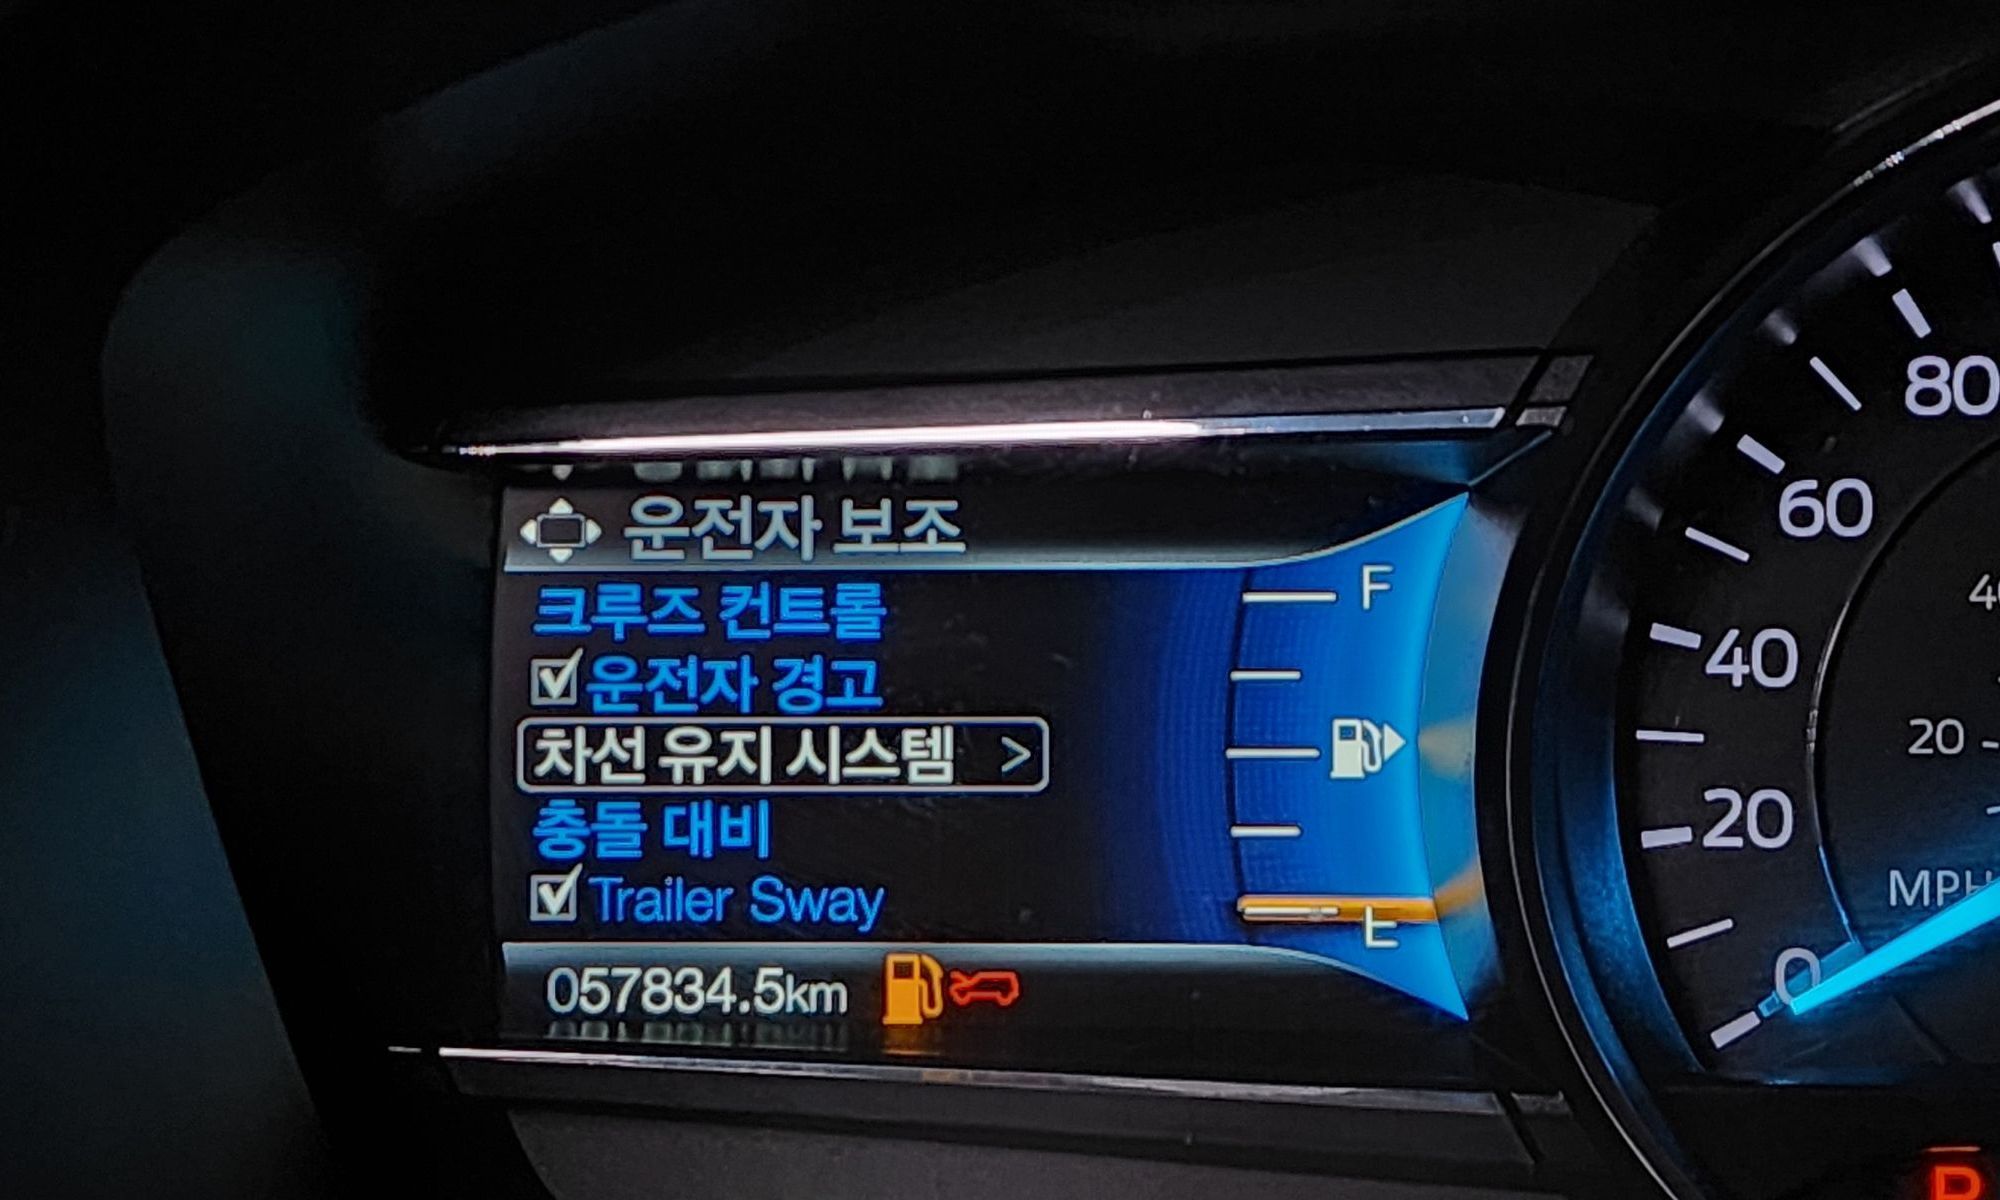 운전자 보조
크루즈 컨트롤
운전자 경고
차선 유지 시스템 >
충돌 대비
Trailer Sway
057834.5km
F
E
80
60
40
20
0
20
MPH
P